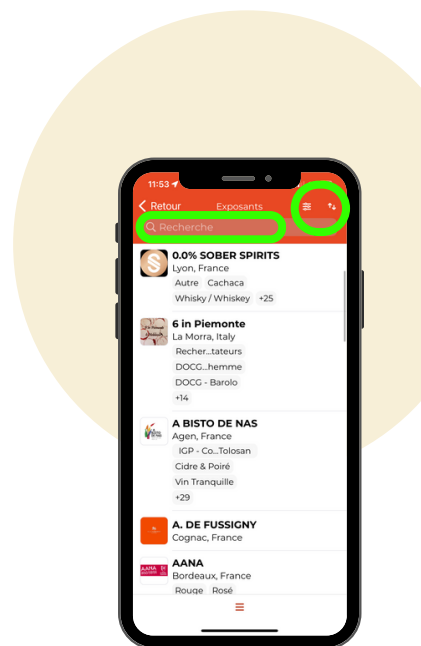 11:53
Retour
Exposants
Recherche
0.0% SOBER SPIRITS
Lyon, France
Autre Cachaca
Whisky / Whiskey +25
6 in Piemonte
La Morra, Italy
Recher...tateurs
DOCG...hemme
DOCG - Barolo
+14
A BISTO DE NAS
Agen, France
IGP - Co...Tolosan
Cidre & Poiré
Vin Tranquille
+29
A. DE FUSSIGNY
Cognac, France
AANA
Bordeaux, France
Rouge Rosé